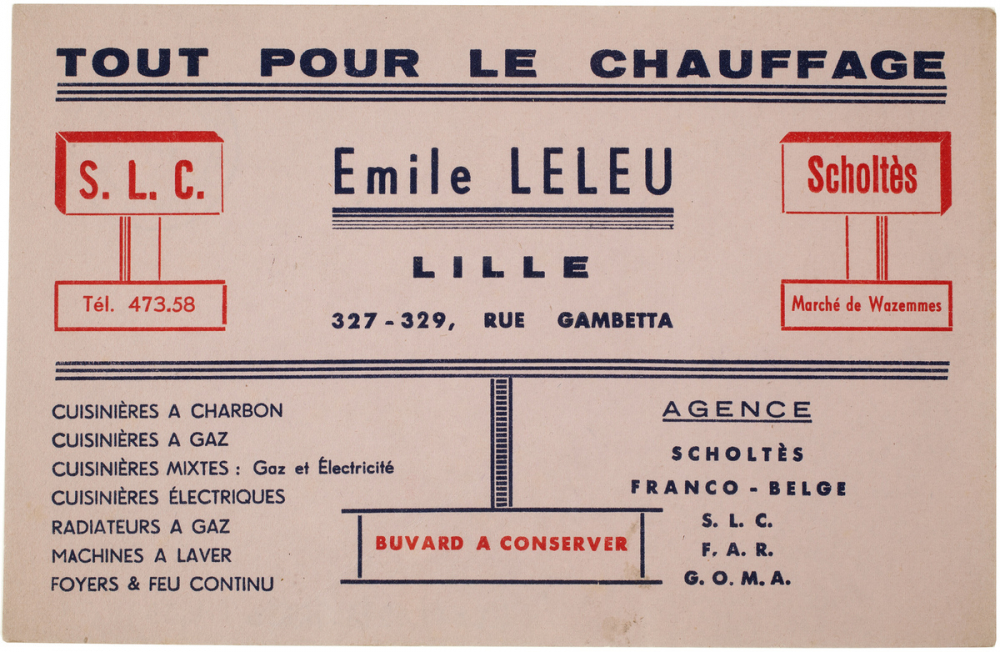 TOUT POUR LE CHAUFFAGE
S. L. C.
Tél. 473.58
Emile LELEU
LILLE
327-329, RUE GAMBETTA
Scholtès
Marché de Wazemmes
CUISINIÈRES A CHARBON
CUISINIÈRES A GAZ
CUISINIÈRES MIXTES : Gaz et Électricité
CUISINIÈRES ÉLECTRIQUES
RADIATEURS A GAZ
MACHINES A LAVER
FOYERS & FEU CONTINU
BUVARD A CONSERVER
AGENCE
SCHOLTÈS
FRANCO - BELGE
S. L. C.
F. A. R.
G. O. M. A.